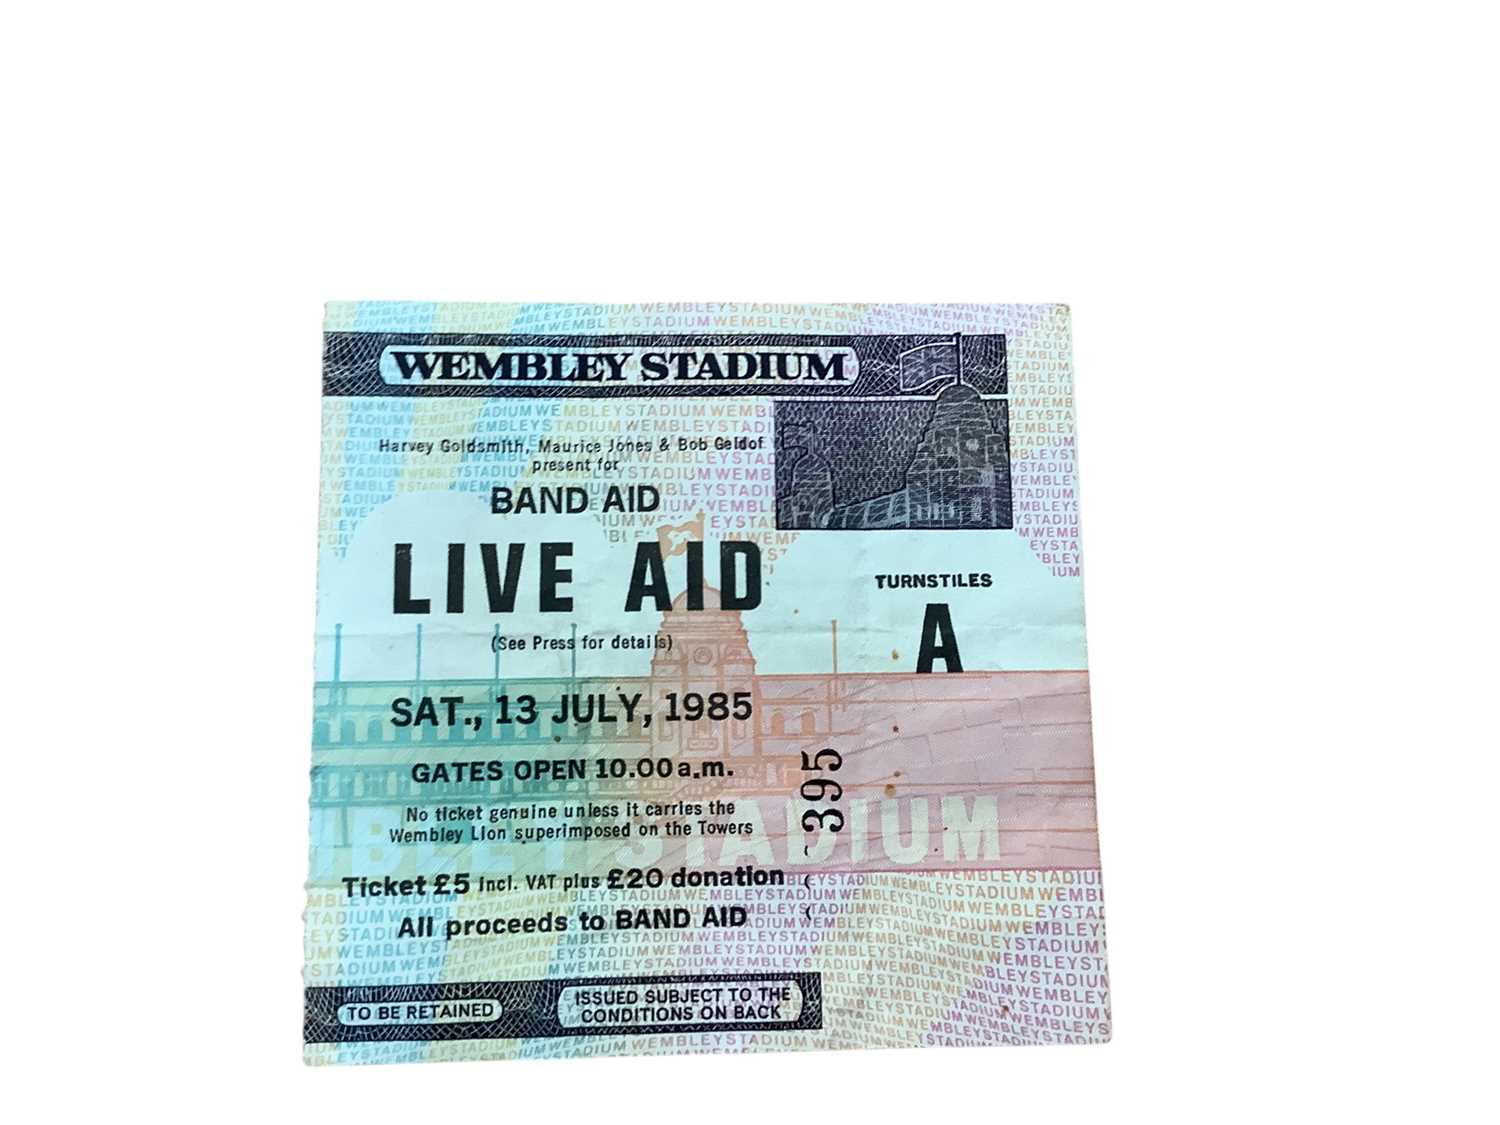 WEMBLEY STADIUM
Harvey Goldsmith, Maurice Jones & Bob Geldof
present for
BAND AID
LIVE AID
(See Press for details)
TURNSTILES
A
SAT., 13 JULY, 1985
GATES OPEN 10.00 a.m.
No ticket genuine unless it carries the
Wembley Lion superimposed on the Towers
395
STADIUM
Ticket £5 incl. VAT plus £20 donation
All proceeds to BAND AID
TO BE RETAINED
ISSUED SUBJECT TO THE
CONDITIONS ON BACK